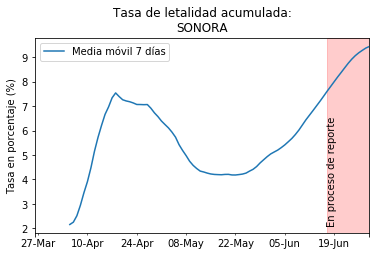 Tasa de letalidad acumulada:
SONORA
Media móvil 7 días
Tasa en porcentaje (%)
9
8
7
6
5
4
3
2
En proceso de reporte
27-Mar 10-Apr 24-Apr 08-May 22-May 05-Jun 19-Jun